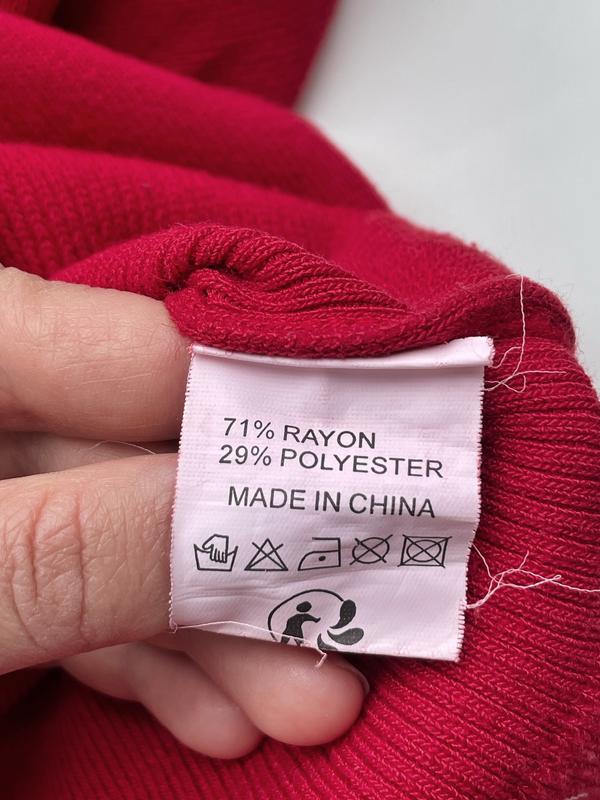 71% RAYON
29% POLYESTER
MADE IN CHINA